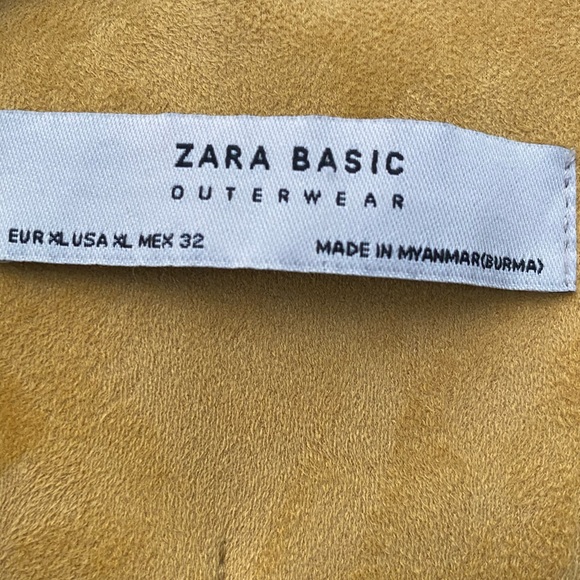 ZARA BASIC
OUTERWEAR
EUR XL USA XL MEX 32
MADE IN MYANMAR(BURMA)